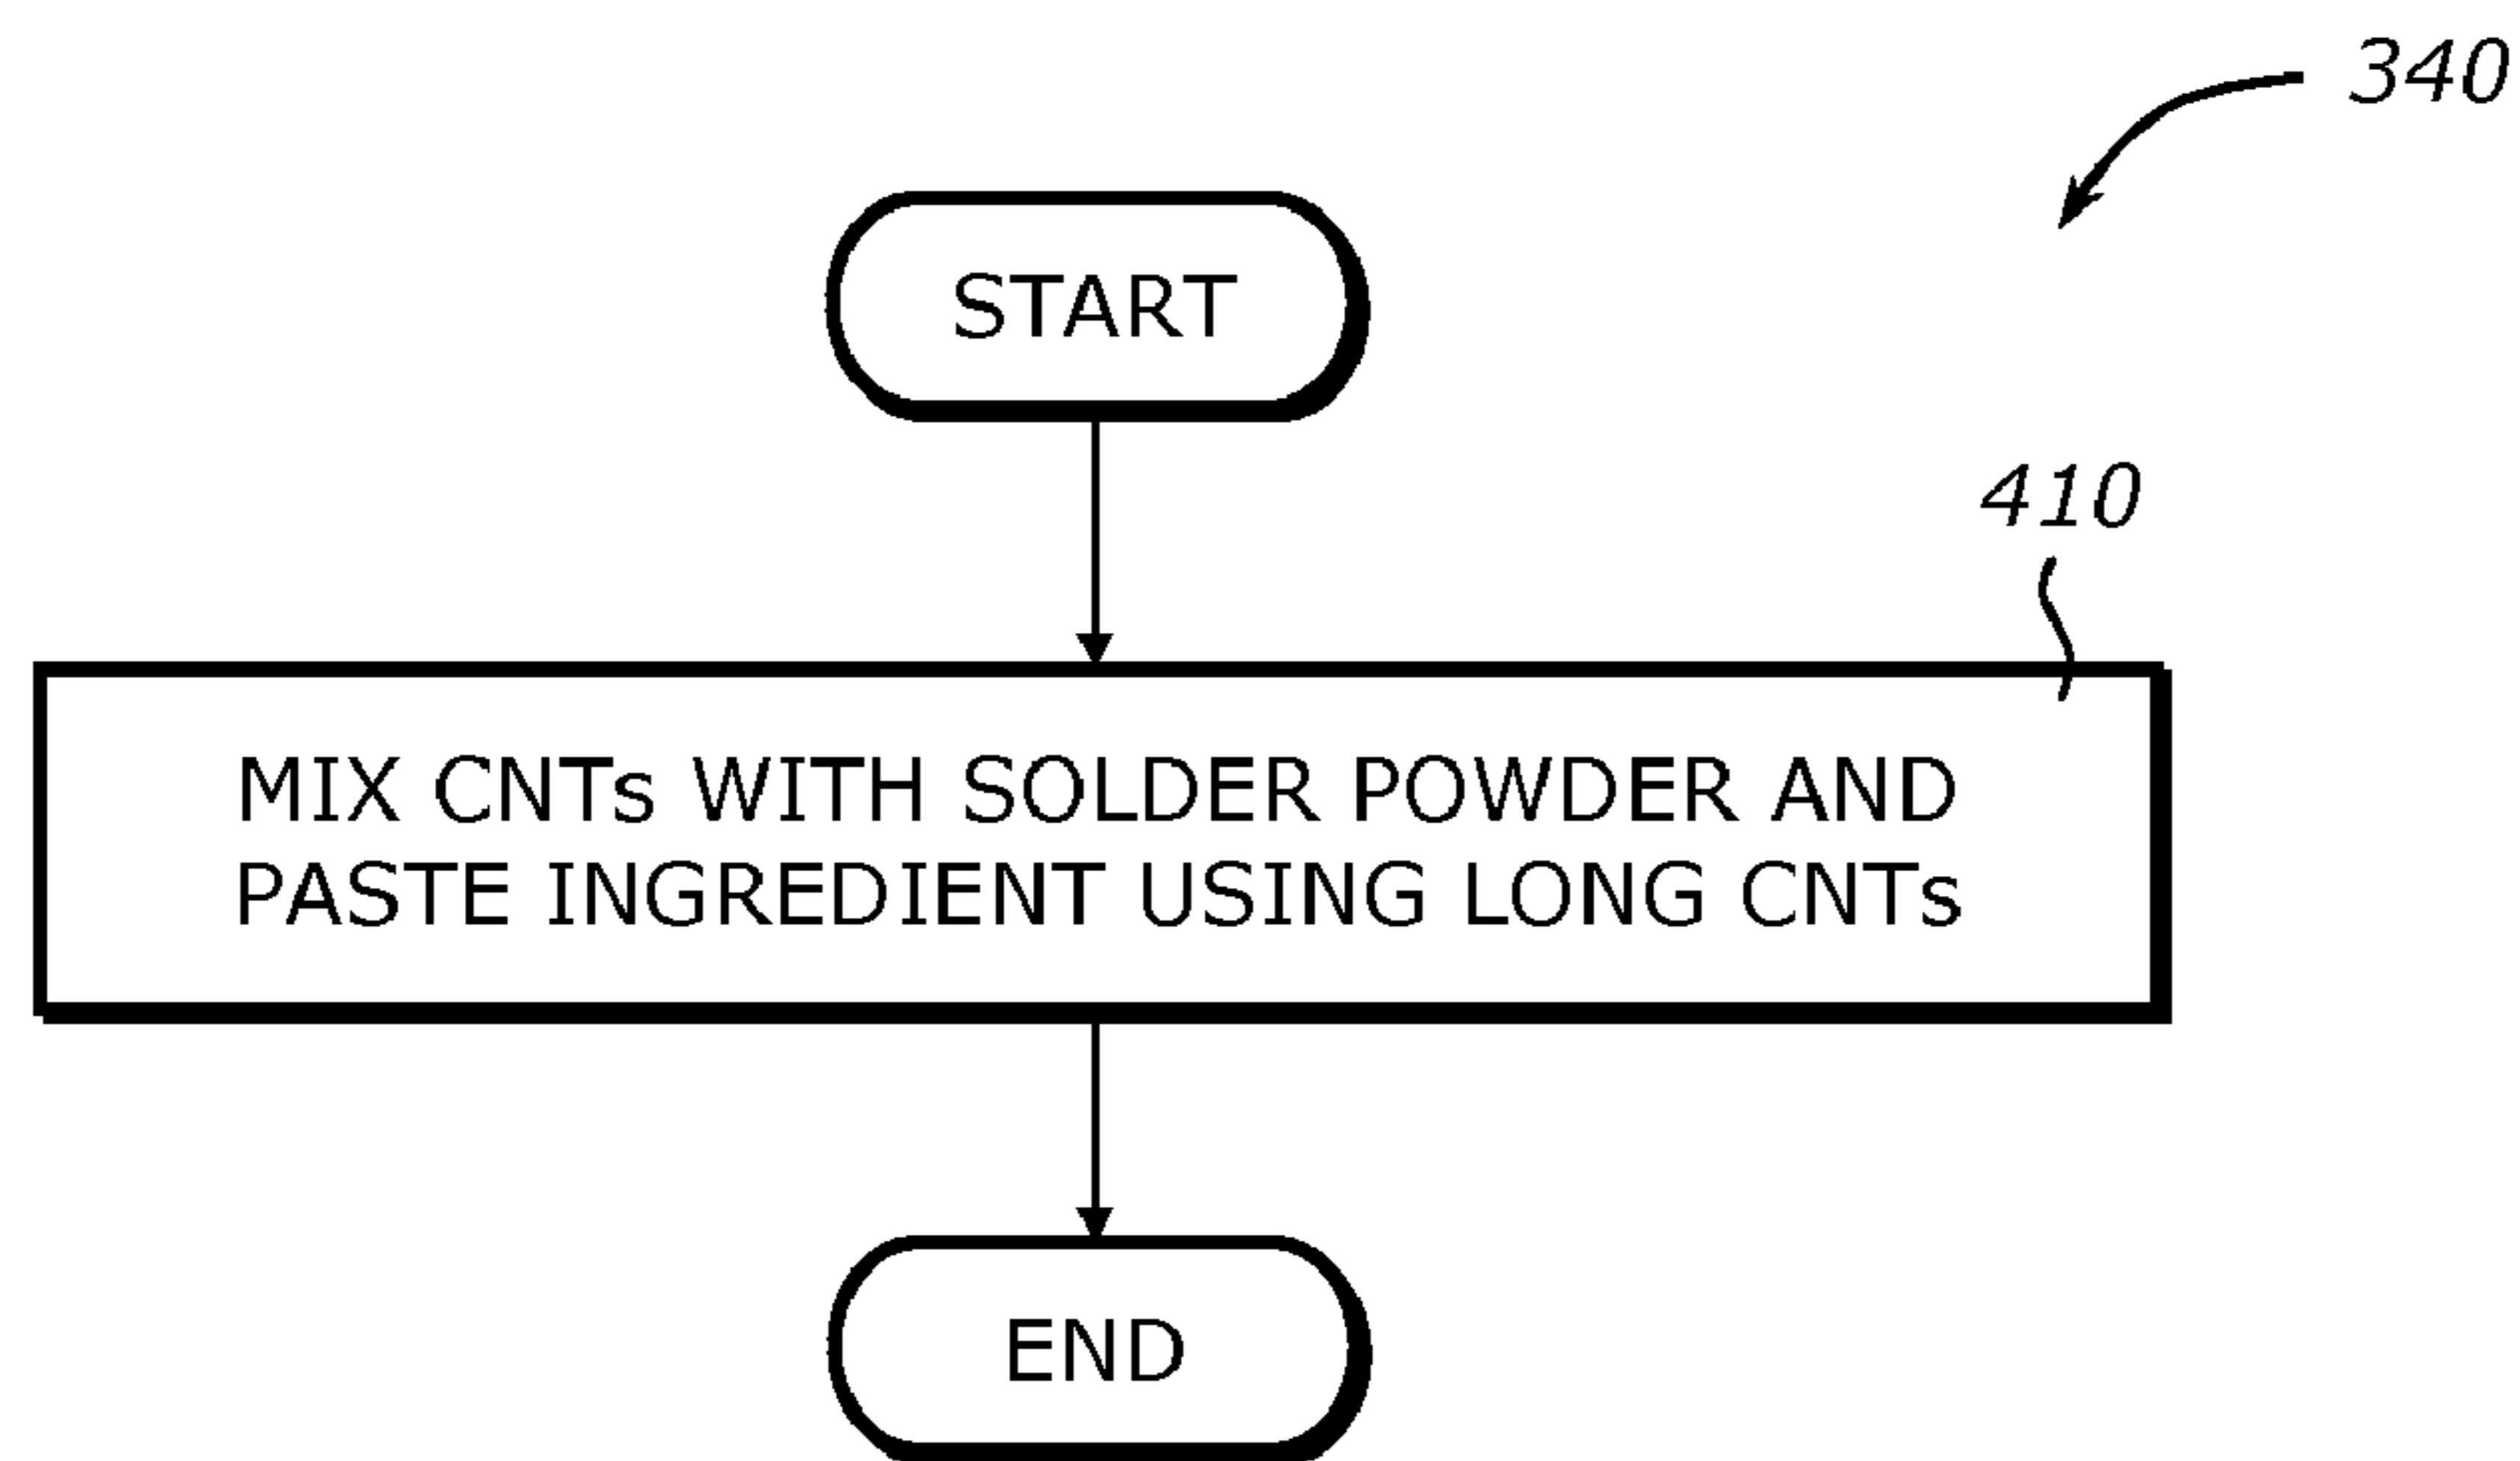 340
START
410
MIX CNTs WITH SOLDER POWDER AND
PASTE INGREDIENT USING LONG CNTs
END